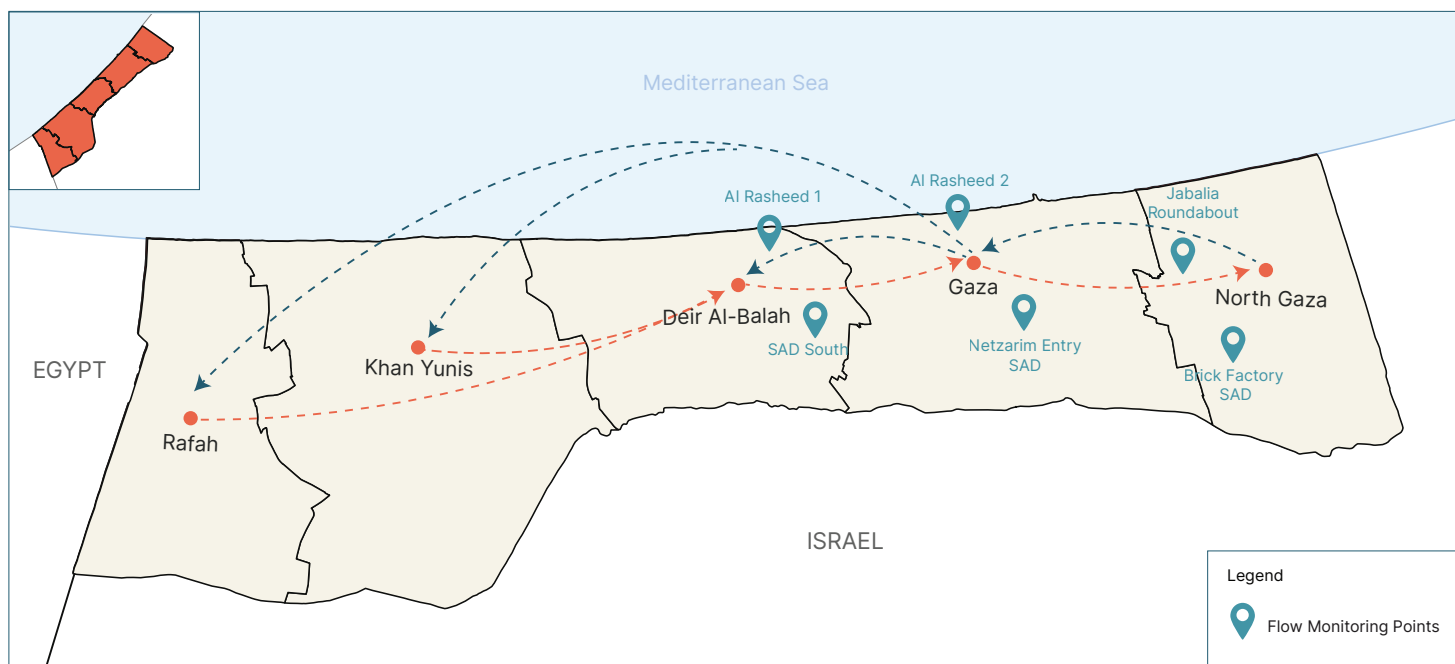 Mediterranean Sea
Al Rasheed 1
Al Rasheed 2
Jabalia
Roundabout
Gaza
North Gaza
Deir Al-Balah
SAD South
Netzarim Entry
SAD
Khan Yunis
EGYPT
Brick Factory
SAD
Rafah
ISRAEL
Legend
Flow Monitoring Points